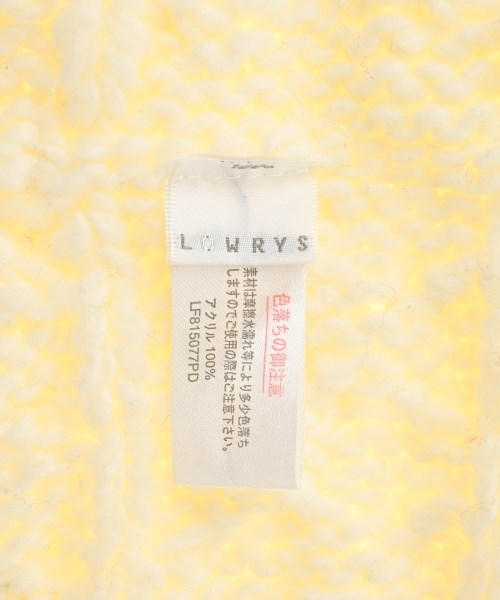 LOWRYS
色落ちの御注意
素材は摩擦水濡れ等により多少色落ち
しますのでご使用の際はご注意下さい。
アクリル 100%
LF815077PD